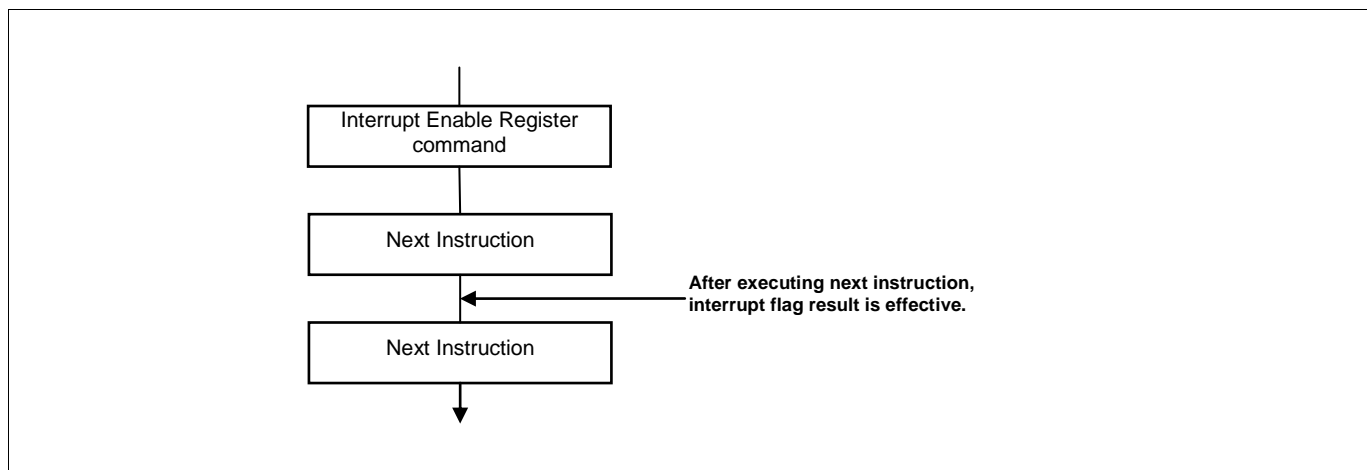 Interrupt Enable Register
command
Next Instruction
After executing next instruction,
interrupt flag result is effective.
Next Instruction